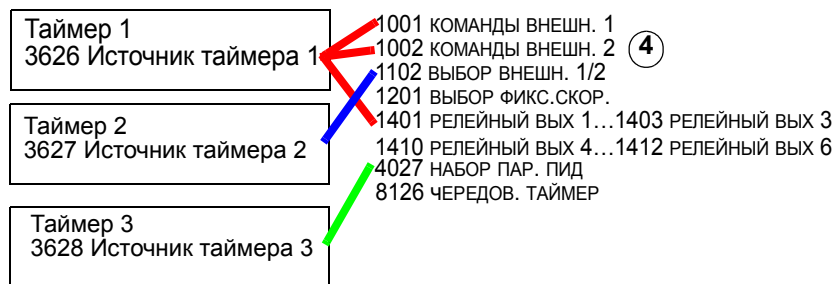 Таймер 1
3626 Источник таймера 1
Таймер 2
3627 Источник таймера 2
Таймер 3
3628 Источник таймера 3
1001 КОМАНДЫ ВНЕШН. 1
1002 КОМАНДЫ ВНЕШН. 2
4
1102 ВЫБОР ВНЕШН. 1/2
1201 ВЫБОР ФИКС.СКОР.
1401 РЕЛЕЙНЫЙ ВЫХ 1…1403 РЕЛЕЙНЫЙ ВЫХ 3
1410 РЕЛЕЙНЫЙ ВЫХ 4…1412 РЕЛЕЙНЫЙ ВЫХ 6
4027 НАБОР ПАР. ПИД
8126 ЧЕРЕДОВ. ТАЙМЕР